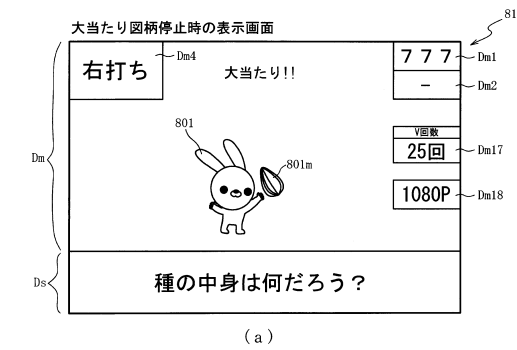 大当たり図柄停止時の表示画面
81
右打ち
Dm4
大当たり!!
777
Dm1
－
Dm2
801
801m
Dm
V回数
25回
Dm17
1080P
Dm18
Ds
種の中身は何だろう？
(a)